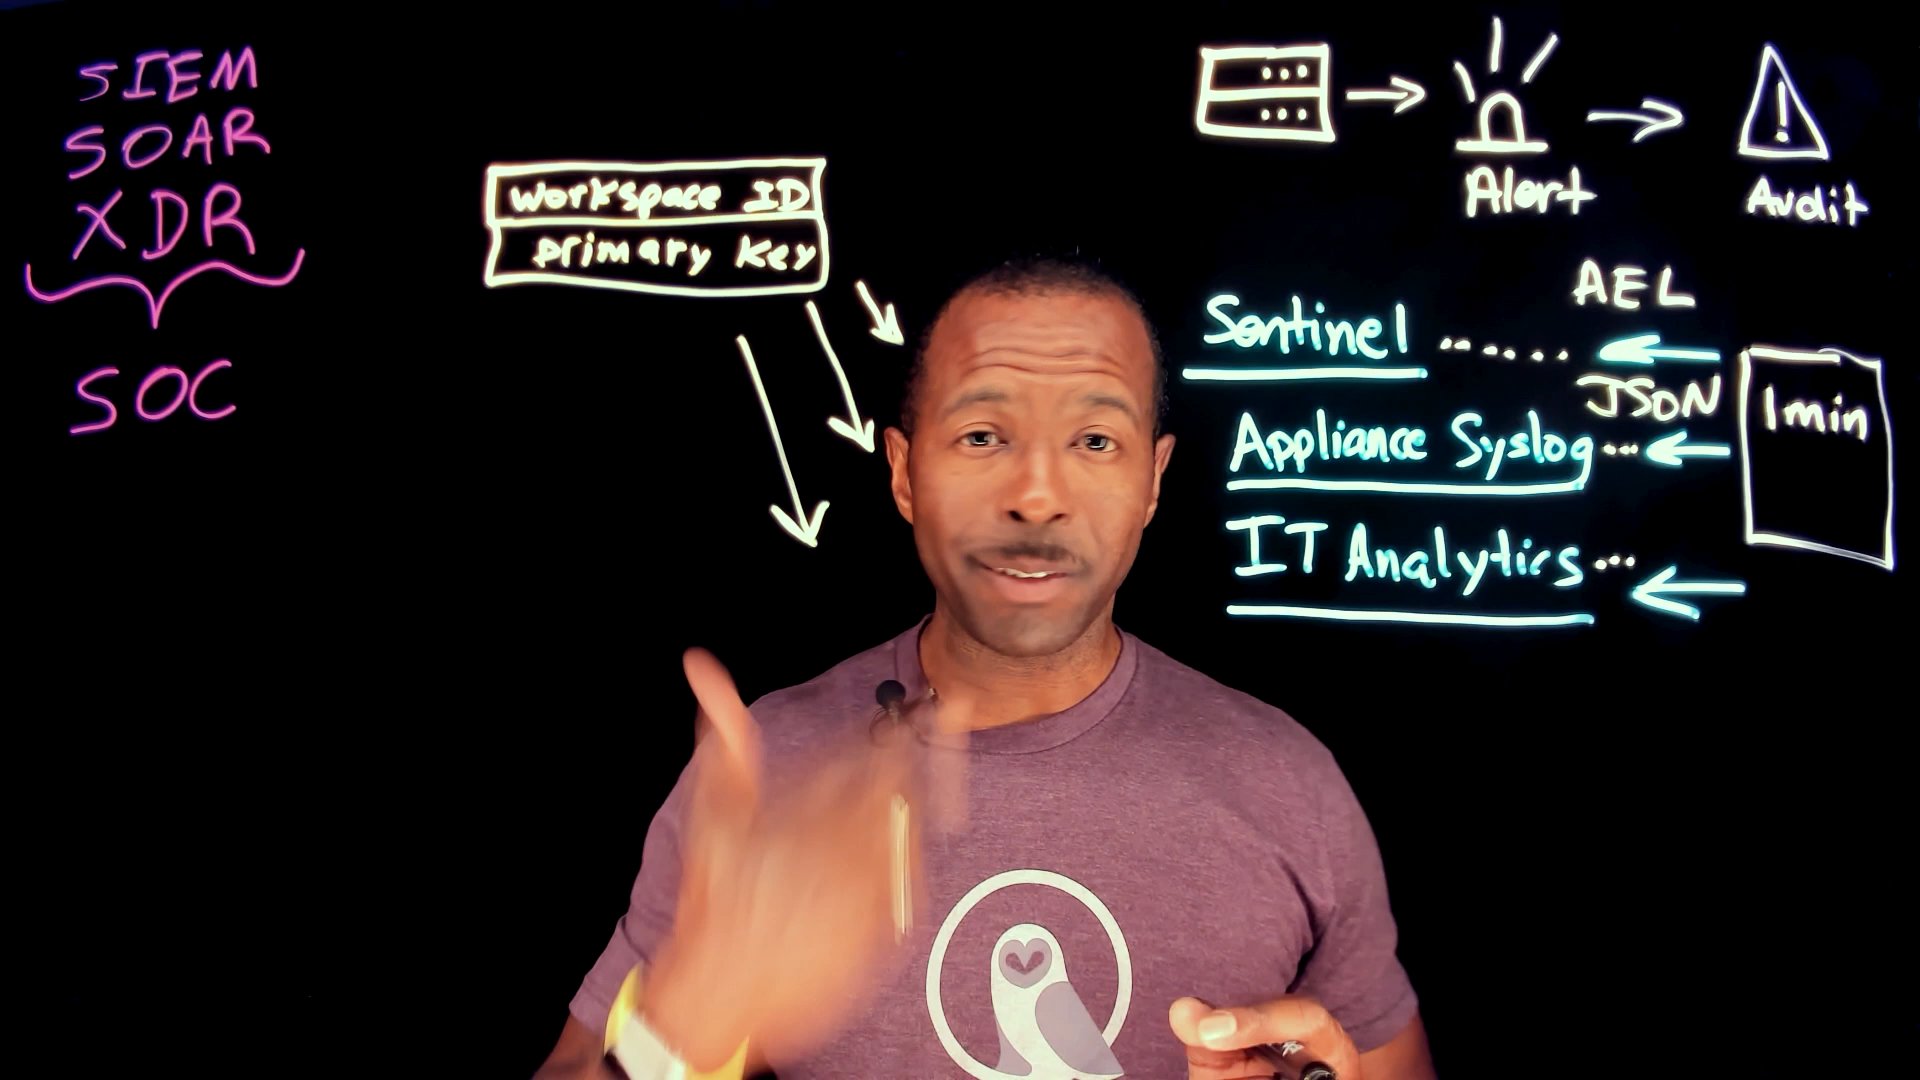 SIEM
SOAR
XDR
SOC
Workspace ID
primary Key
Alert
Audit
AEL
Sentinel ......
JSON
1min
Appliance Syslog ...
IT Analytics ...